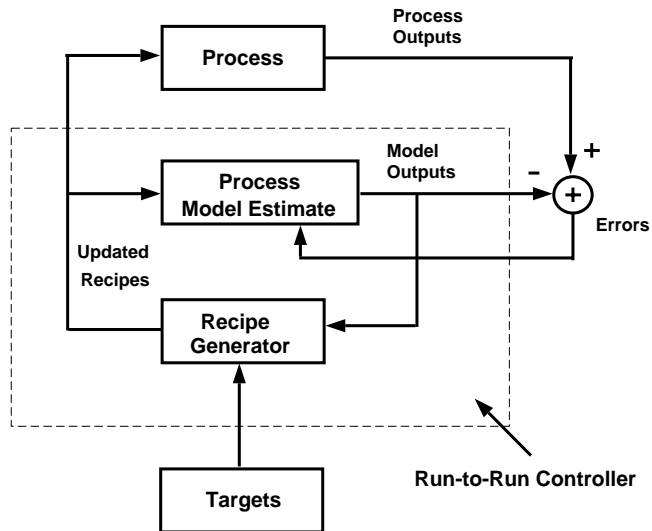 Process
Outputs
Process
+
Model
Outputs
-
Process
Model Estimate
+
Errors
Updated
Recipes
Recipe
Generator
Run-to-Run Controller
Targets